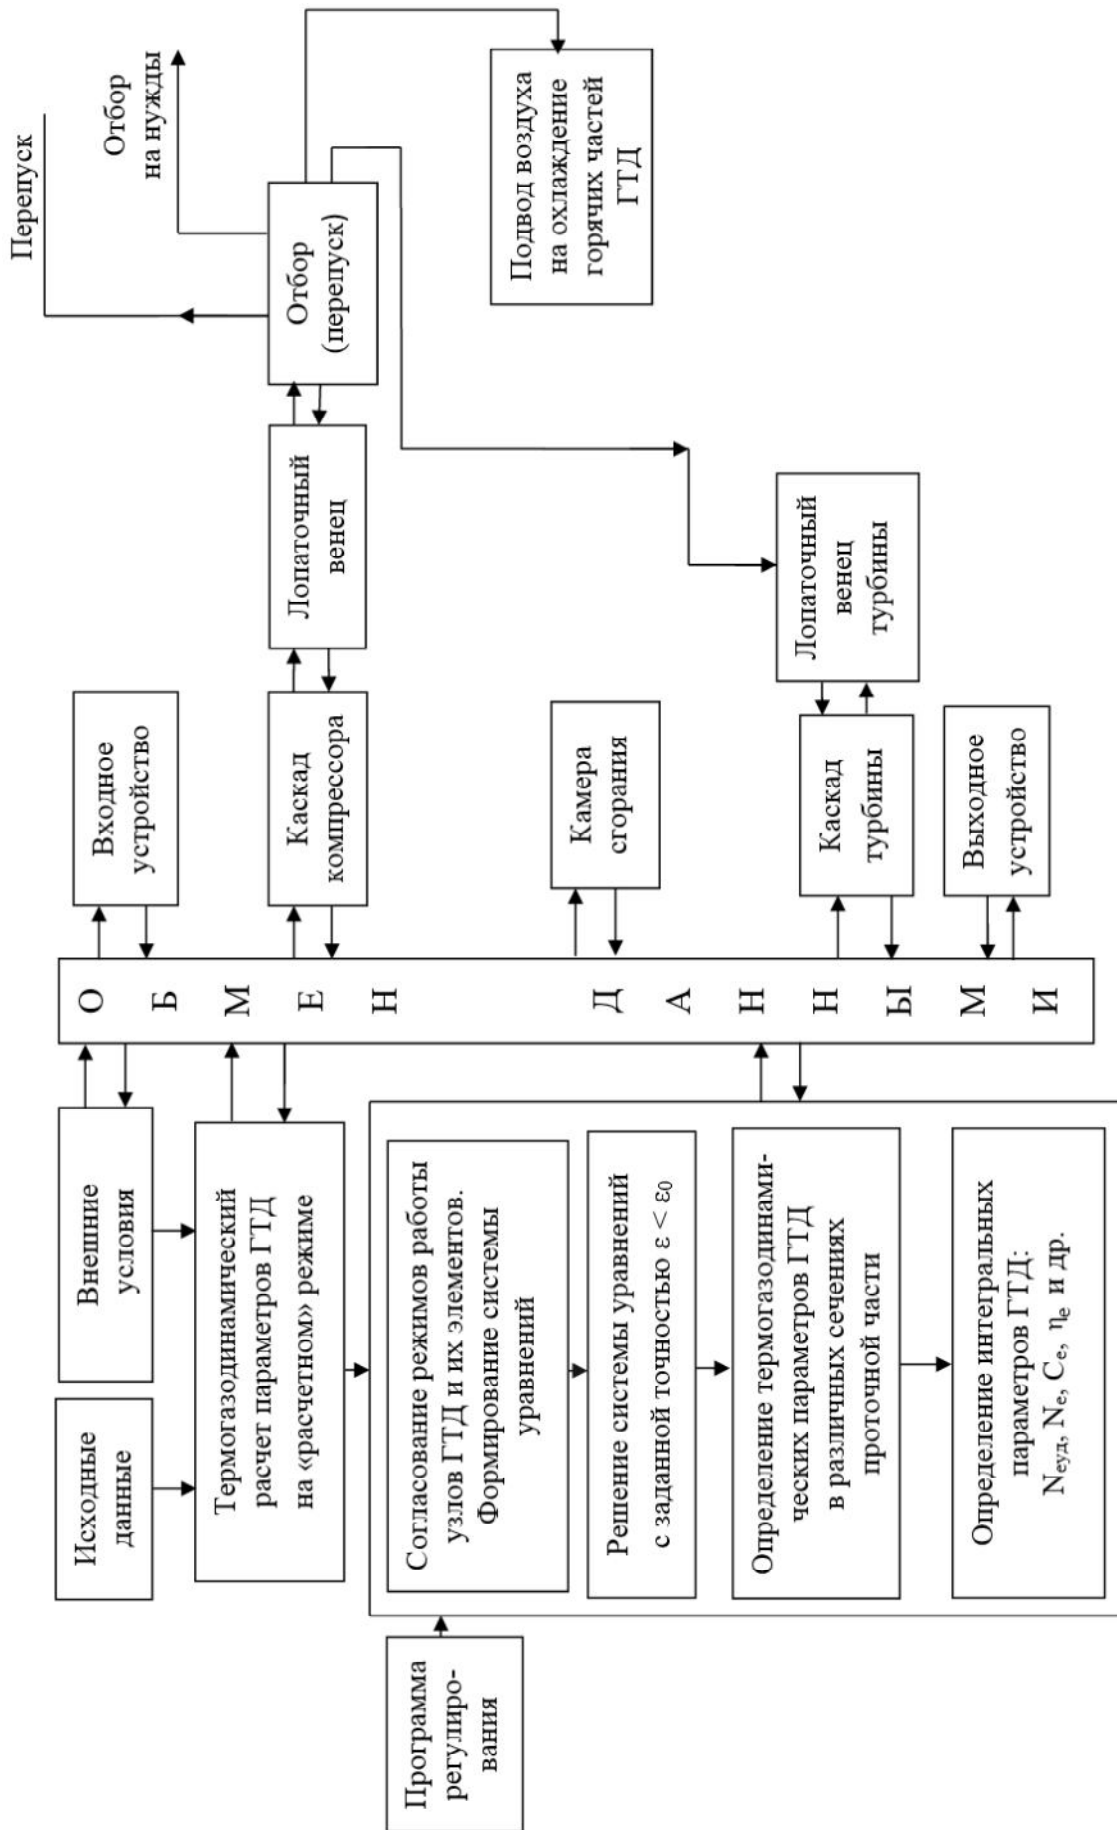 Исходные
данные
Внешние
условия
Термогазодинамический
расчет параметров ГТД
на «расчетном» режиме
Программа
регулиро-
вания
Согласование режимов работы
узлов ГТД и их элементов.
Формирование системы
уравнений
Решение системы уравнений
с заданной точностью ε < ε₀
Определение термогазодинами-
ческих параметров ГТД
в различных сечениях
проточной части
Определение интегральных
параметров ГТД:
Nеуд, Nе, Cе, ηе и др.
О Б М Е Н Д А Н Н Ы М И
Входное
устройство
Каскад
компрессора
Лопаточный
венец
Отбор
(перепуск)
Перепуск
Отбор
на нужды
Подвод воздуха
на охлаждение
горячих частей
ГТД
Камера
сгорания
Каскад
турбины
Лопаточный
венец
турбины
Выходное
устройство